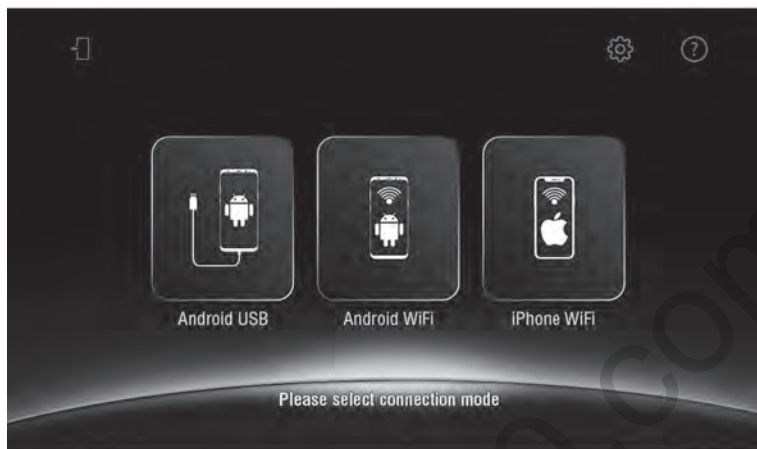 ?
Android USB
Android WiFi
iPhone WiFi
Please select connection mode